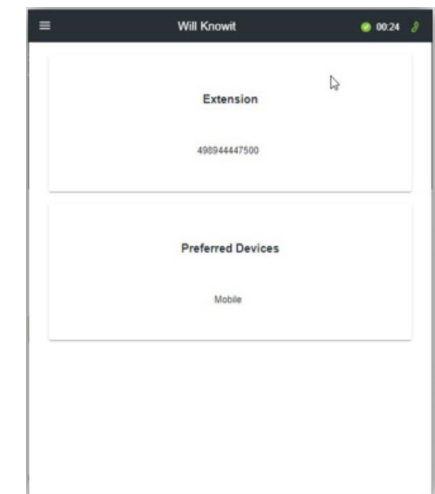 Will Knowit 00:24
Extension
498944447500
Preferred Devices
Mobile